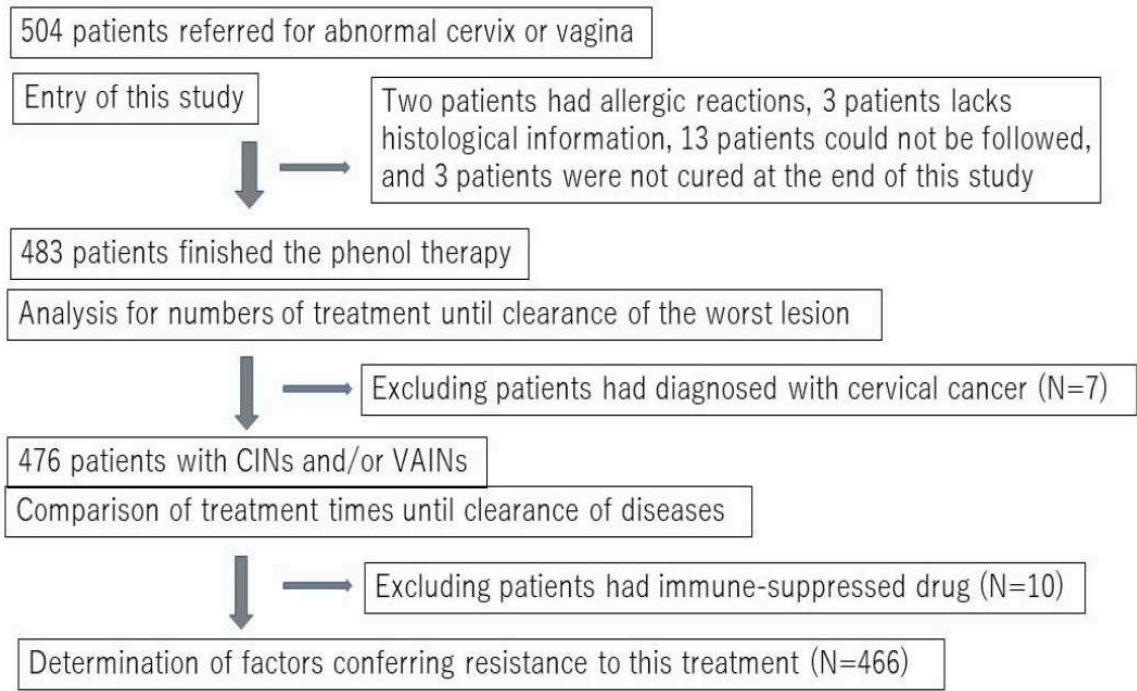 504 patients referred for abnormal cervix or vagina
Entry of this study
Two patients had allergic reactions, 3 patients lacks
histological information, 13 patients could not be followed,
and 3 patients were not cured at the end of this study
483 patients finished the phenol therapy
Analysis for numbers of treatment until clearance of the worst lesion
Excluding patients had diagnosed with cervical cancer (N=7)
476 patients with CINs and/or VAINs
Comparison of treatment times until clearance of diseases
Excluding patients had immune-suppressed drug (N=10)
Determination of factors conferring resistance to this treatment (N=466)